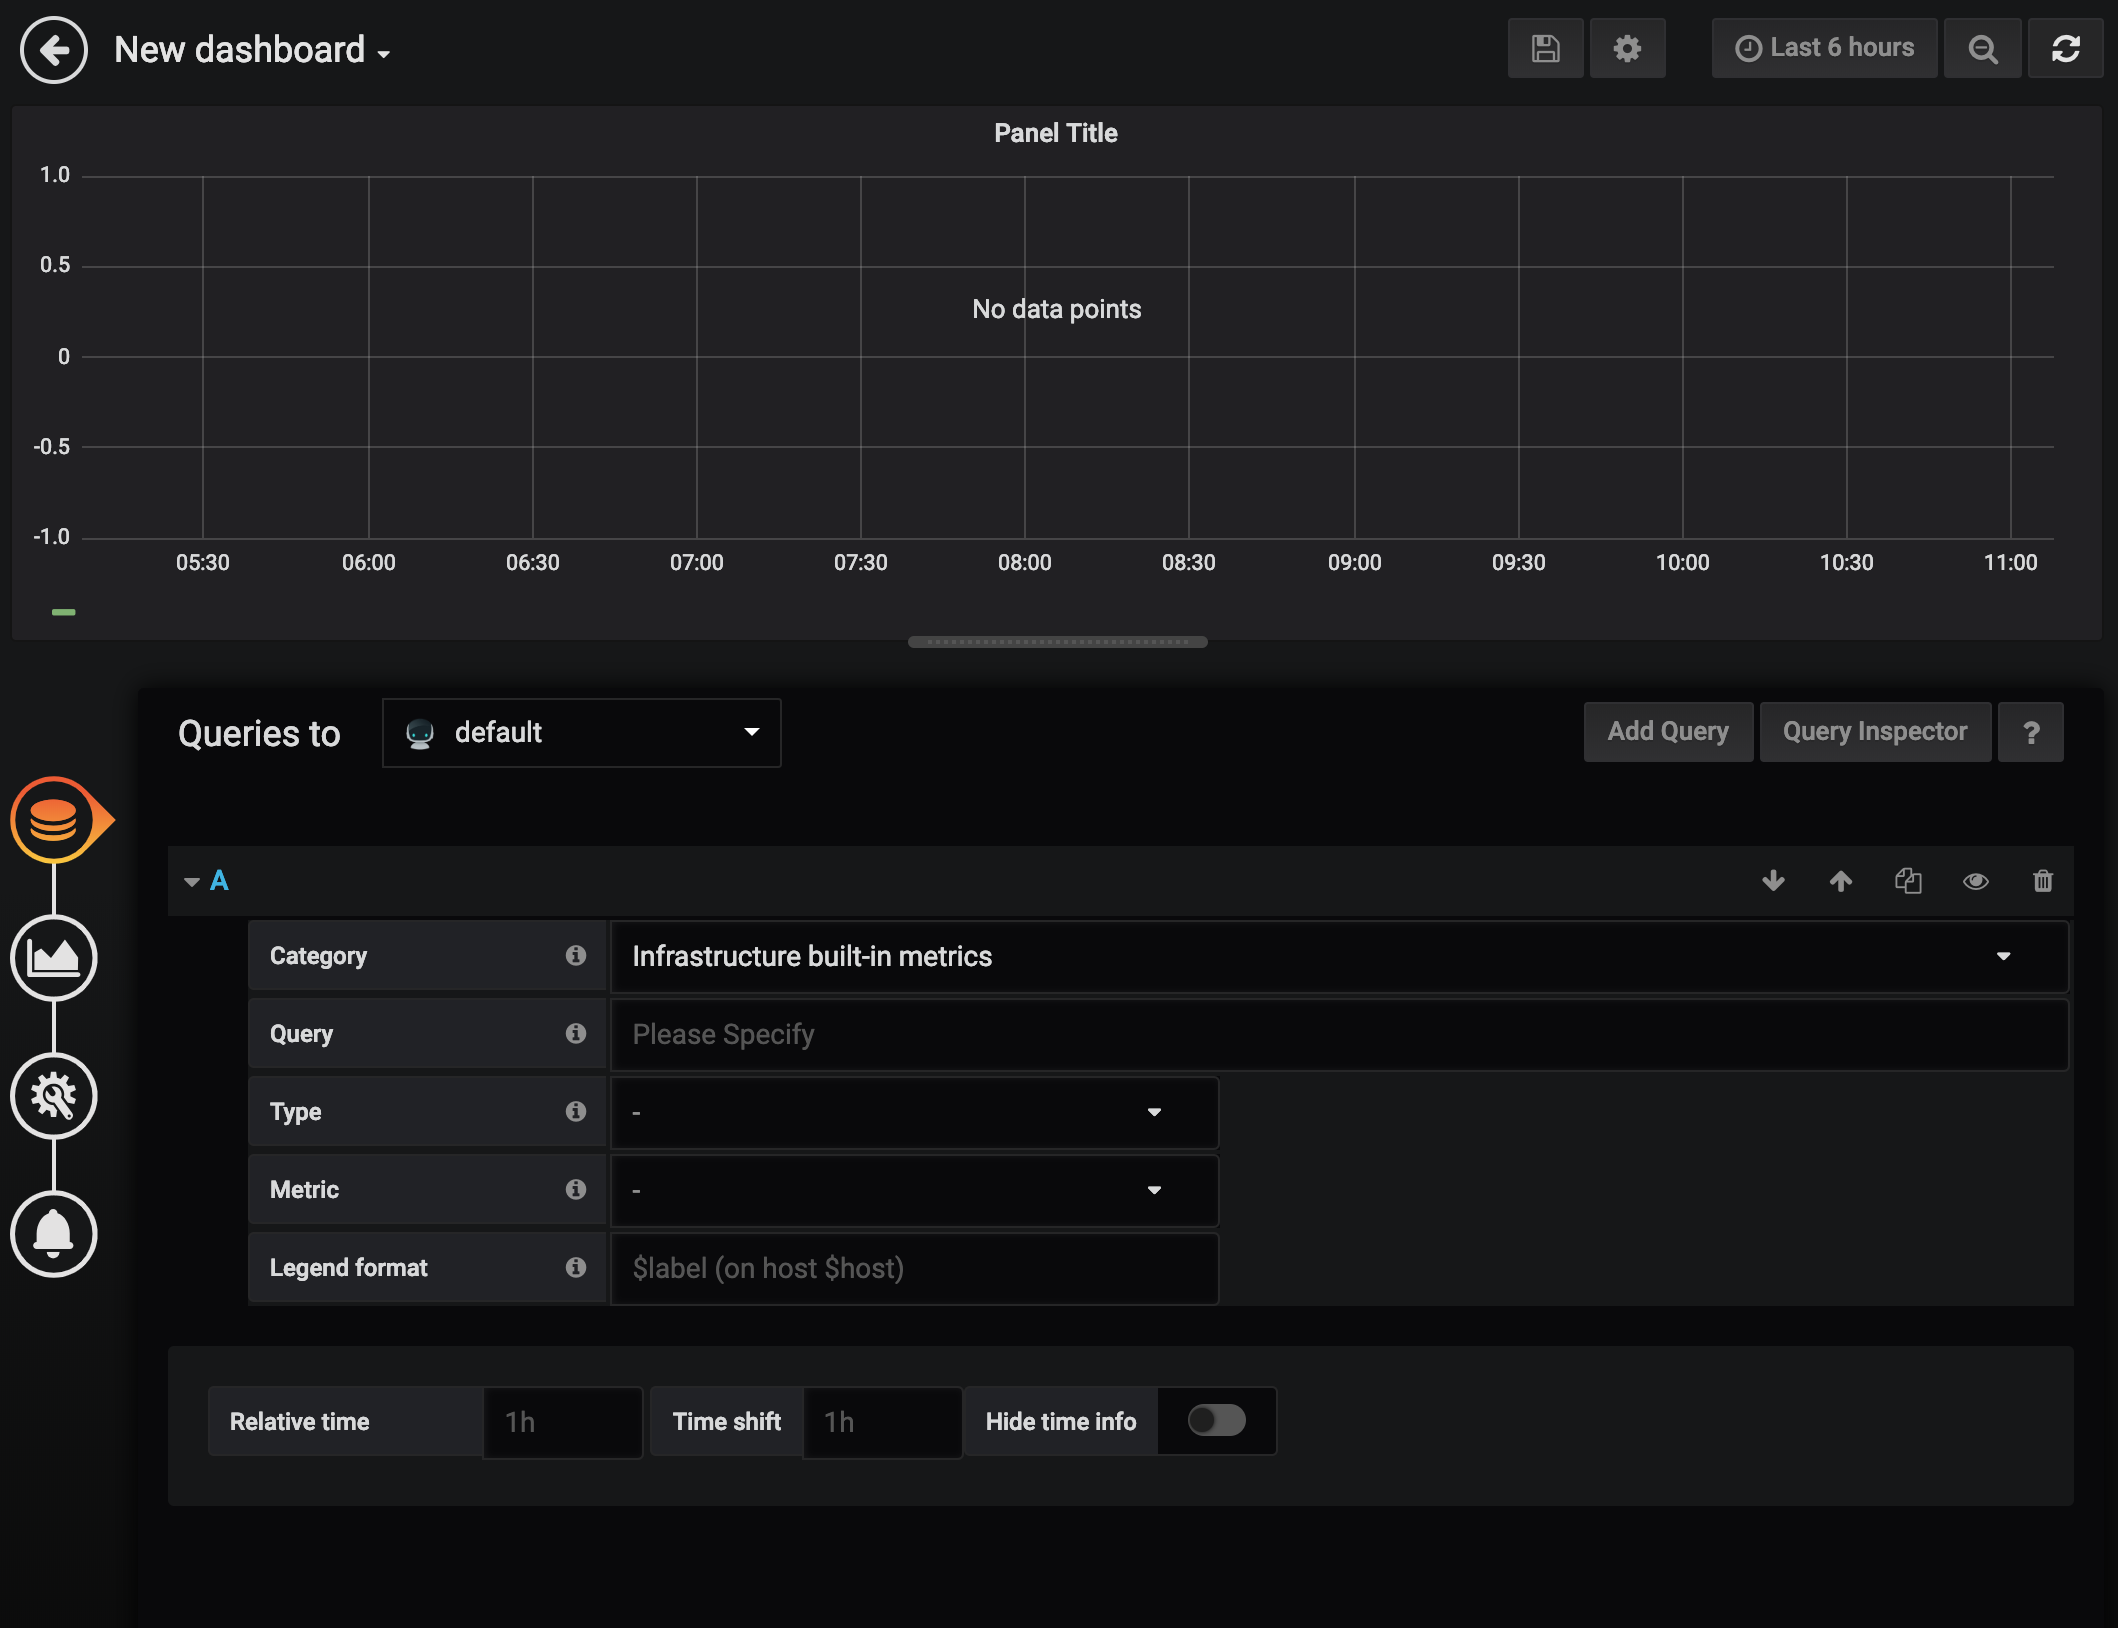 New dashboard
Last 6 hours
Panel Title
1.0
0.5
No data points
0
-0.5
-1.0
05:30 06:00 06:30 07:00 07:30 08:00 08:30 09:00 09:30 10:00 10:30 11:00
Queries to default Add Query Query Inspector ?
A
Category Infrastructure built-in metrics
Query Please Specify
Type -
Metric -
Legend format $label (on host $host)
Relative time 1h Time shift 1h Hide time info